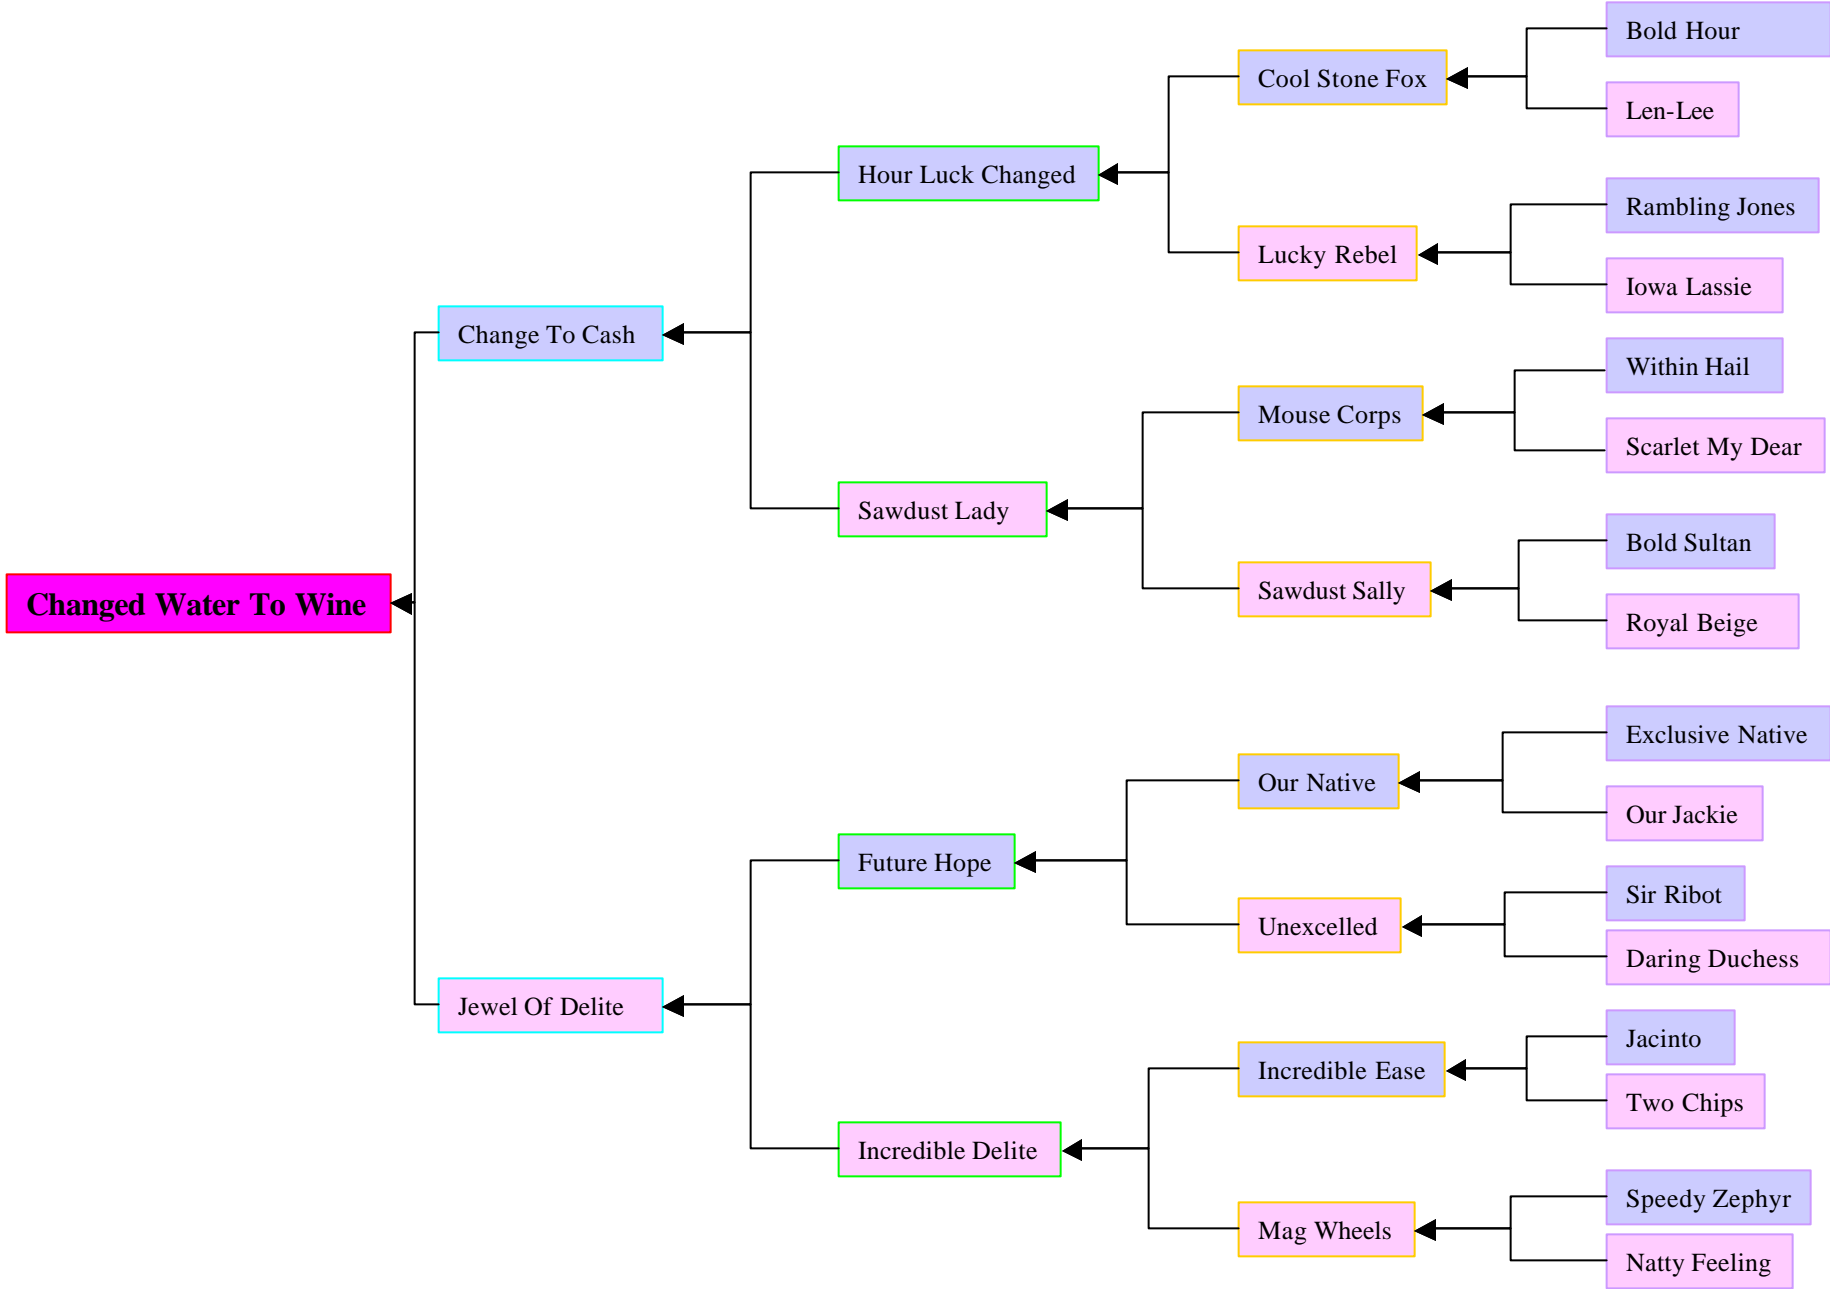 Bold Hour
Cool Stone Fox
Len-Lee
Hour Luck Changed
Rambling Jones
Lucky Rebel
Iowa Lassie
Change To Cash
Within Hail
Mouse Corps
Scarlet My Dear
Sawdust Lady
Bold Sultan
Sawdust Sally
Royal Beige
Changed Water To Wine
Exclusive Native
Our Native
Our Jackie
Future Hope
Sir Ribot
Unexcelled
Daring Duchess
Jewel Of Delite
Jacinto
Incredible Ease
Two Chips
Incredible Delite
Speedy Zephyr
Mag Wheels
Natty Feeling